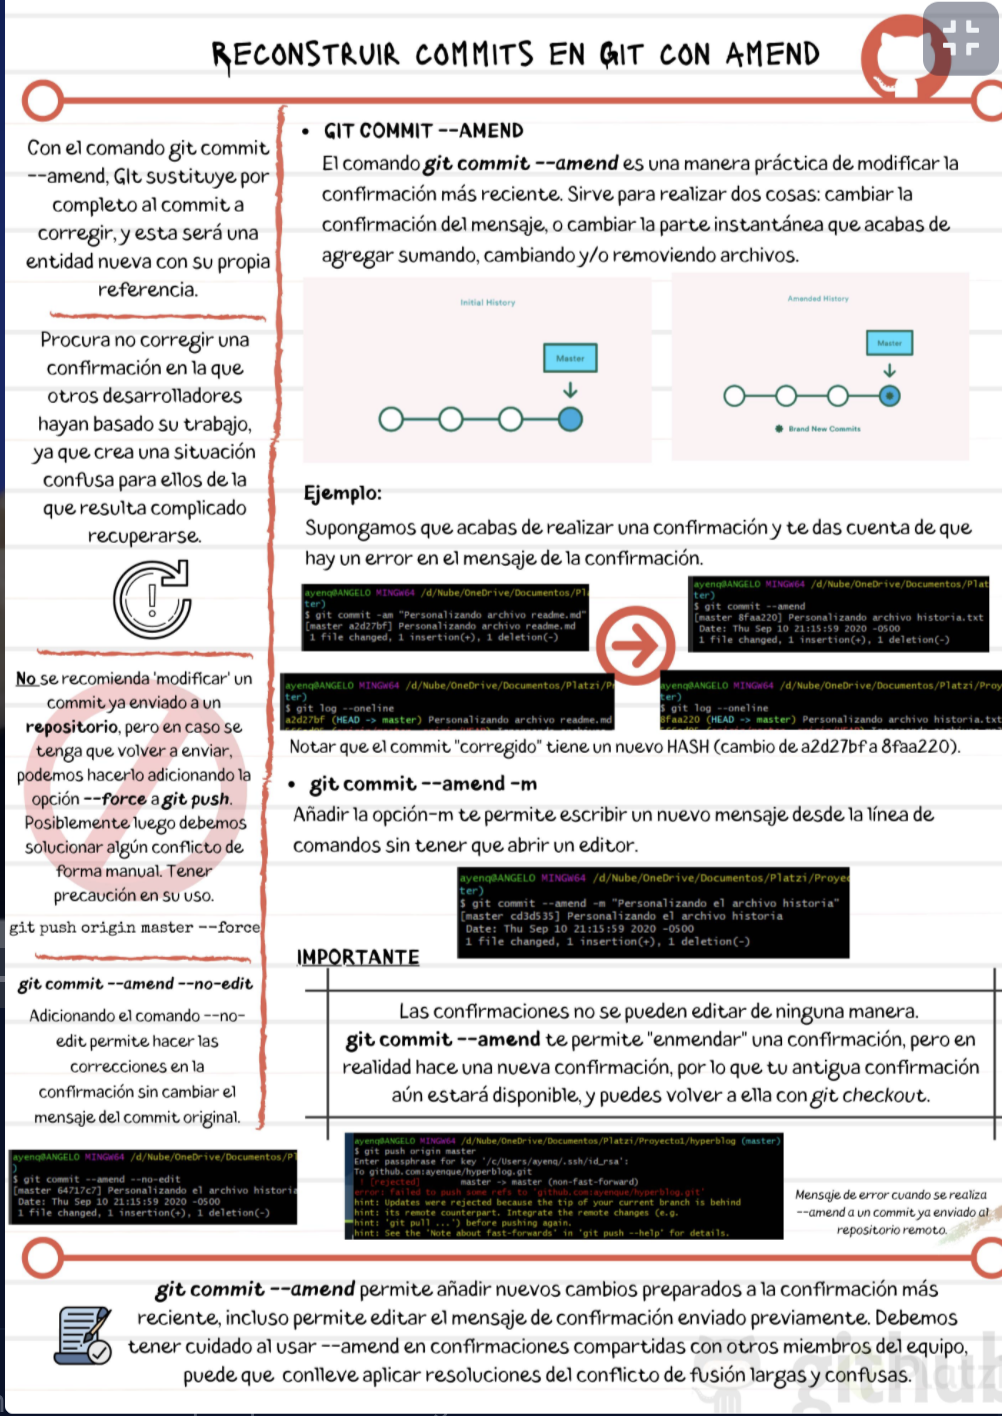 RECONSTRUIR COMMITS EN GIT CON AMEND
Con el comando git commit
--amend, GIt sustituye por
completo al commit a
corregir, y esta será una
entidad nueva con su propia
referencia.
Procura no corregir una
confirmación en la que
otros desarrolladores
hayan basado su trabajo,
ya que crea una situación
confusa para ellos de la
que resulta complicado
recuperarse.
No se recomienda 'modificar' un
commit ya enviado a un
repositorio, pero en caso se
tenga que volver a enviar,
podemos hacerlo adicionando la
opción --force a git push.
Posiblemente luego debemos
solucionar algún conflicto de
forma manual. Tener
precaución en su uso.
git push origin master --force
git commit --amend --no-edit
Adicionando el comando --no-
edit permite hacer las
correcciones en la
confirmación sin cambiar el
mensaje del commit original.
ayenq@ANGELO MINGW64 /d/Nube/OneDrive/Documentos/Pl
)
$ git commit --amend --no-edit
[master 64717c7] Personalizando el archivo historia
Date: Thu Sep 10 21:15:59 2020 -0500
1 file changed, 1 insertion(+), 1 deletion(-)
• GIT COMMIT --AMEND
El comando git commit --amend es una manera práctica de modificar la
confirmación más reciente. Sirve para realizar dos cosas: cambiar la
confirmación del mensaje, o cambiar la parte instantánea que acabas de
agregar sumando, cambiando y/o removiendo archivos.
Initial History
Master
Amended History
Master
Brand New Commits
Ejemplo:
Supongamos que acabas de realizar una confirmación y te das cuenta de que
hay un error en el mensaje de la confirmación.
ayenq@ANGELO MINGW64 /d/Nube/OneDrive/Documentos/Pl
ter)
$ git commit -am "Personalizando archivo readme.md"
[master a2d27bf] Personalizando archivo readme.md
1 file changed, 1 insertion(+), 1 deletion(-)
ayenq@ANGELO MINGW64 /d/Nube/OneDrive/Documentos/Plat
ter)
$ git commit --amend
[master 8faa220] Personalizando archivo historia.txt
Date: Thu Sep 10 21:15:59 2020 -0500
1 file changed, 1 insertion(+), 1 deletion(-)
ayenq@ANGELO MINGW64 /d/Nube/OneDrive/Documentos/Platzi/P
ter)
$ git log --oneline
a2d27bf (HEAD -> master) Personalizando archivo readme.md
ayenq@ANGELO MINGW64 /d/Nube/OneDrive/Documentos/Platzi/Proy
ter)
$ git log --oneline
8faa220 (HEAD -> master) Personalizando archivo historia.txt
Notar que el commit "corregido" tiene un nuevo HASH (cambio de a2d27bf a 8faa220).
• git commit --amend -m
Añadir la opción-m te permite escribir un nuevo mensaje desde la línea de
comandos sin tener que abrir un editor.
ayenq@ANGELO MINGW64 /d/Nube/OneDrive/Documentos/Platzi/Proyec
ter)
$ git commit --amend -m "Personalizando el archivo historia"
[master cd3d535] Personalizando el archivo historia
Date: Thu Sep 10 21:15:59 2020 -0500
1 file changed, 1 insertion(+), 1 deletion(-)
IMPORTANTE
Las confirmaciones no se pueden editar de ninguna manera.
git commit --amend te permite "enmendar" una confirmación, pero en
realidad hace una nueva confirmación, por lo que tu antigua confirmación
aún estará disponible, y puedes volver a ella con git checkout.
ayenq@ANGELO MINGW64 /d/Nube/OneDrive/Documentos/Platzi/Proyecto1/hyperblog (master)
$ git push origin master
Enter passphrase for key '/c/Users/ayenq/.ssh/id_rsa':
To github.com:ayenque/hyperblog.git
! [rejected] master -> master (non-fast-forward)
error: failed to push some refs to 'github.com:ayenque/hyperblog.git'
hint: Updates were rejected because the tip of your current branch is behind
hint: its remote counterpart. Integrate the remote changes (e.g.
hint: 'git pull ...') before pushing again.
hint: See the 'Note about fast-forwards' in 'git push --help' for details.
Mensaje de error cuando se realiza
--amend a un commit ya enviado al
repositorio remoto.
git commit --amend permite añadir nuevos cambios preparados a la confirmación más
reciente, incluso permite editar el mensaje de confirmación enviado previamente. Debemos
tener cuidado al usar --amend en confirmaciones compartidas con otros miembros del equipo,
puede que conlleve aplicar resoluciones del conflicto de fusión largas y confusas.
github